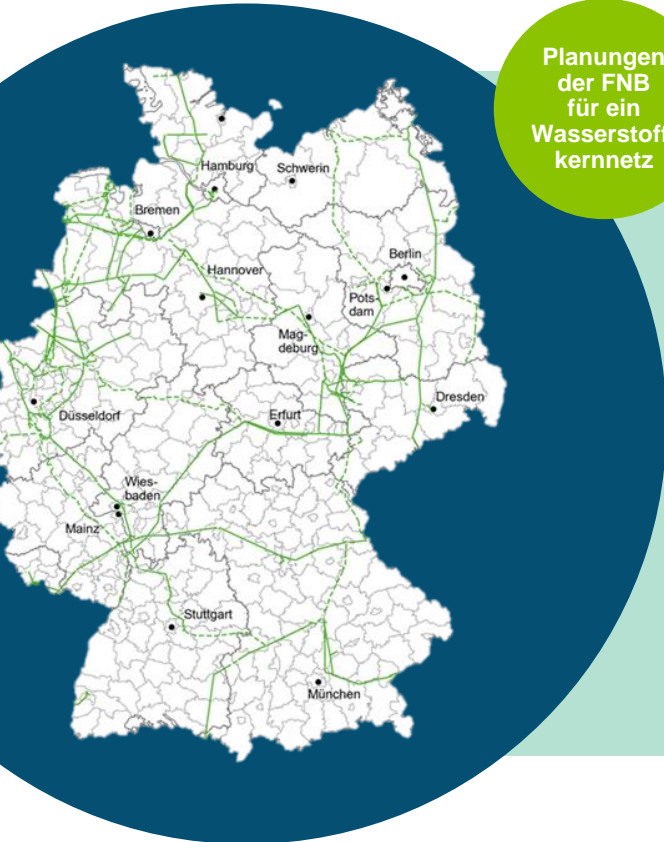 Planungen
der FNB
für ein
Wasserstoff
kernnetz
Hamburg
Schwerin
Bremen
Berlin
Hannover
Pots-
dam
Mag-
deburg
Dresden
Düsseldorf
Erfurt
Wies-
baden
Mainz
Stuttgart
München